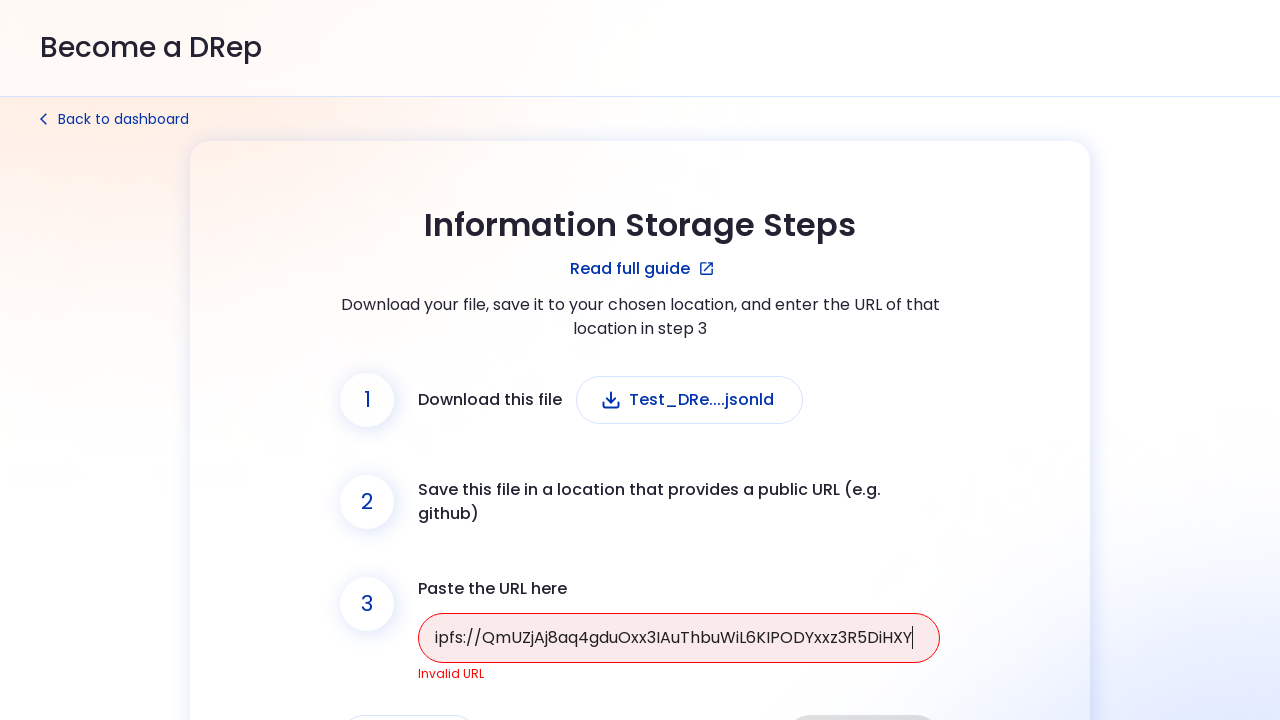 Become a DRep
Back to dashboard
Information Storage Steps
Read full guide
Download your file, save it to your chosen location, and enter the URL of that
location in step 3
1
Download this file
Test_DRe....jsonld
2
Save this file in a location that provides a public URL (e.g.
github)
3
Paste the URL here
ipfs://QmUZjAj8aq4gduOxx3IAuThbuWiL6KIPODYxxz3R5DiHXY
Invalid URL